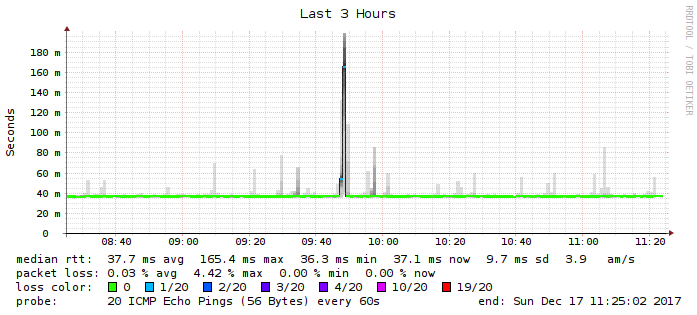 Last 3 Hours
RRDTOOL / TOBI OETIKER
Seconds
180 m
160 m
140 m
120 m
100 m
80 m
60 m
40 m
20 m
0
08:40 09:00 09:20 09:40 10:00 10:20 10:40 11:00 11:20
median rtt: 37.7 ms avg 165.4 ms max 36.3 ms min 37.1 ms now 9.7 ms sd 3.9 am/s
packet loss: 0.03 % avg 4.42 % max 0.00 % min 0.00 % now
loss color: 0 1/20 2/20 3/20 4/20 10/20 19/20
probe: 20 ICMP Echo Pings (56 Bytes) every 60s end: Sun Dec 17 11:25:02 2017